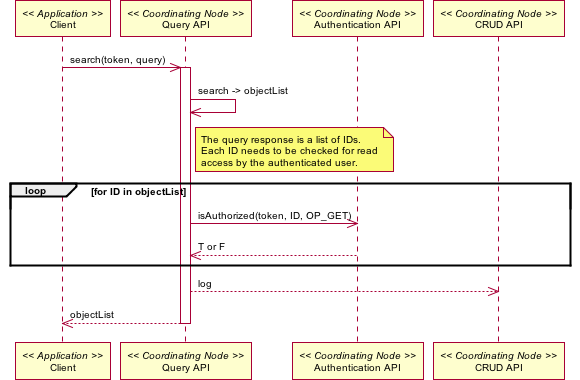 << Application >>
Client
<< Coordinating Node >>
Query API
<< Coordinating Node >>
Authentication API
<< Coordinating Node >>
CRUD API
search(token, query)
search -> objectList
The query response is a list of IDs.
Each ID needs to be checked for read
access by the authenticated user.
loop
[for ID in objectList]
isAuthorized(token, ID, OP_GET)
T or F
log
objectList
<< Application >>
Client
<< Coordinating Node >>
Query API
<< Coordinating Node >>
Authentication API
<< Coordinating Node >>
CRUD API